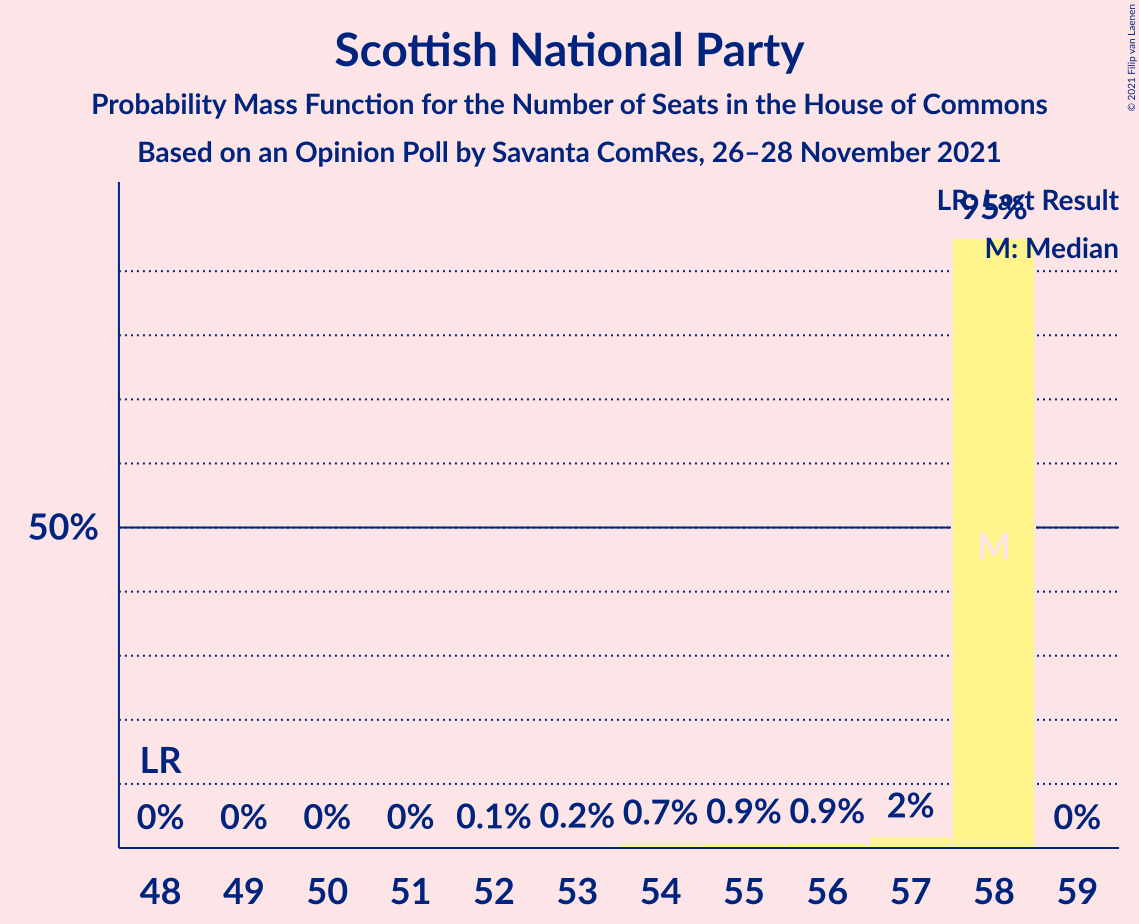 Scottish National Party
Probability Mass Function for the Number of Seats in the House of Commons
Based on an Opinion Poll by Savanta ComRes, 26–28 November 2021
© 2021 Filip van Laenen
LR: Last Result
95%
M: Median
50%
M
LR
0% 0% 0% 0% 0.1% 0.2% 0.7% 0.9% 0.9% 2% 0%
48 49 50 51 52 53 54 55 56 57 58 59